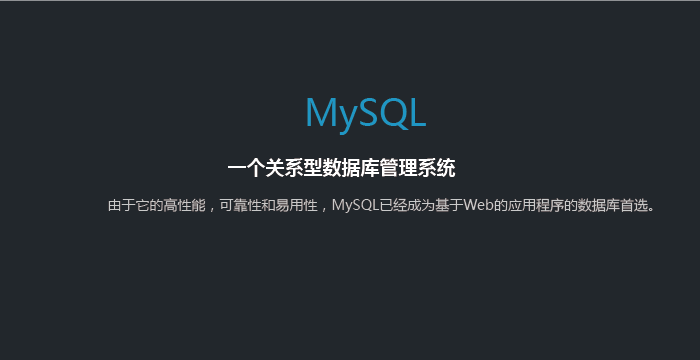 MySQL
一个关系型数据库管理系统
由于它的高性能，可靠性和易用性，MySQL已经成为基于Web的应用程序的数据库首选。